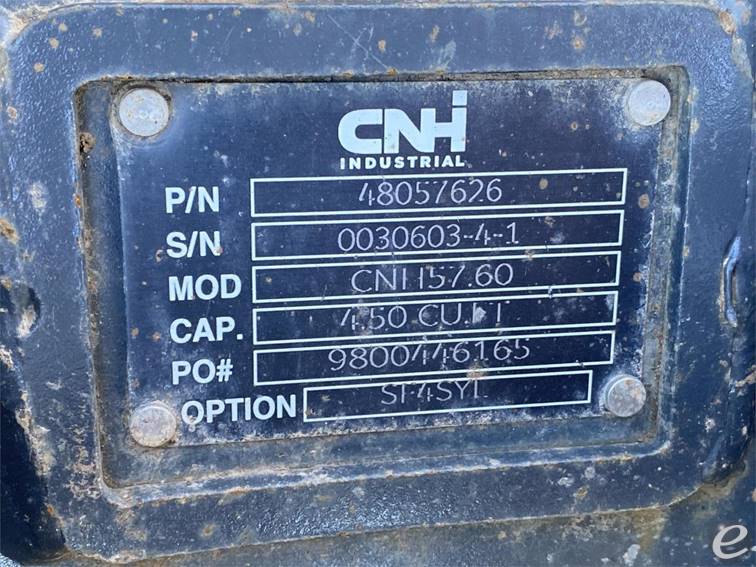 CNH
INDUSTRIAL
P/N 48057626
S/N 0030603-4-1
MOD CNH57.60
CAP. 4.50 CU.FT
PO# 9800446165
OPTION
e